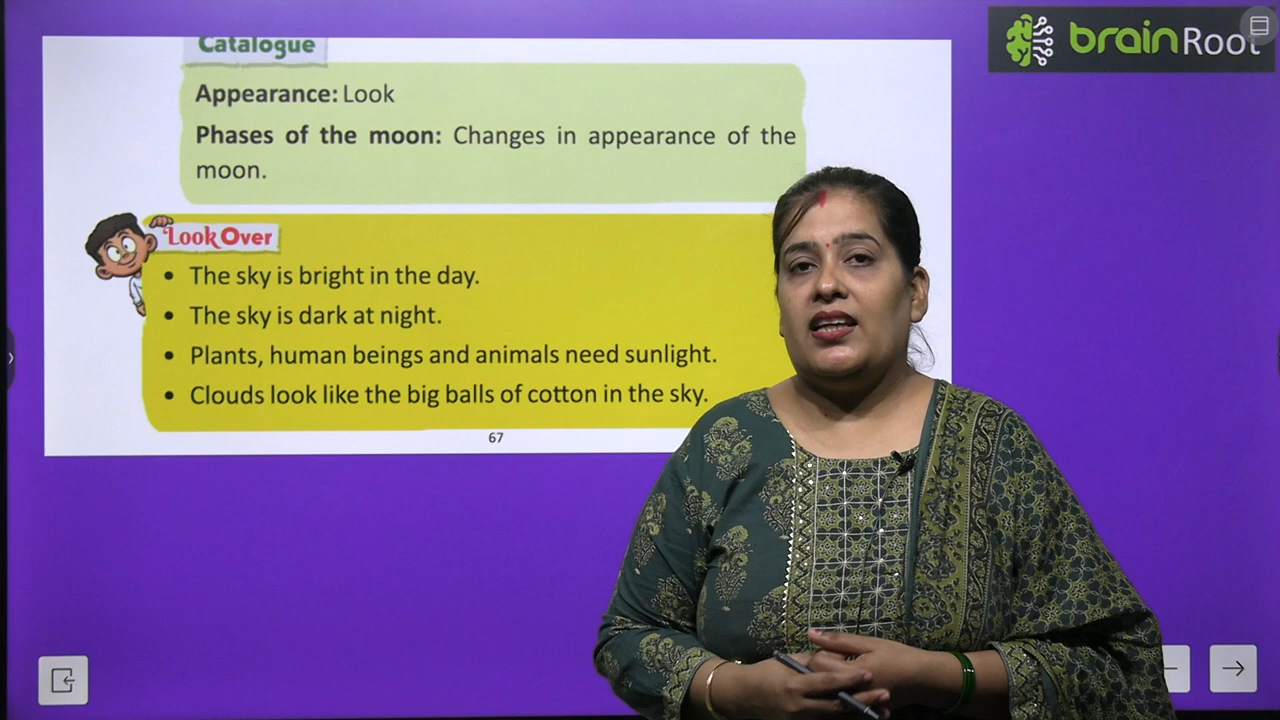 brainRoot
Catalogue
Appearance: Look
Phases of the moon: Changes in appearance of the
moon.
Look Over
• The sky is bright in the day.
• The sky is dark at night.
• Plants, human beings and animals need sunlight.
• Clouds look like the big balls of cotton in the sky.
67